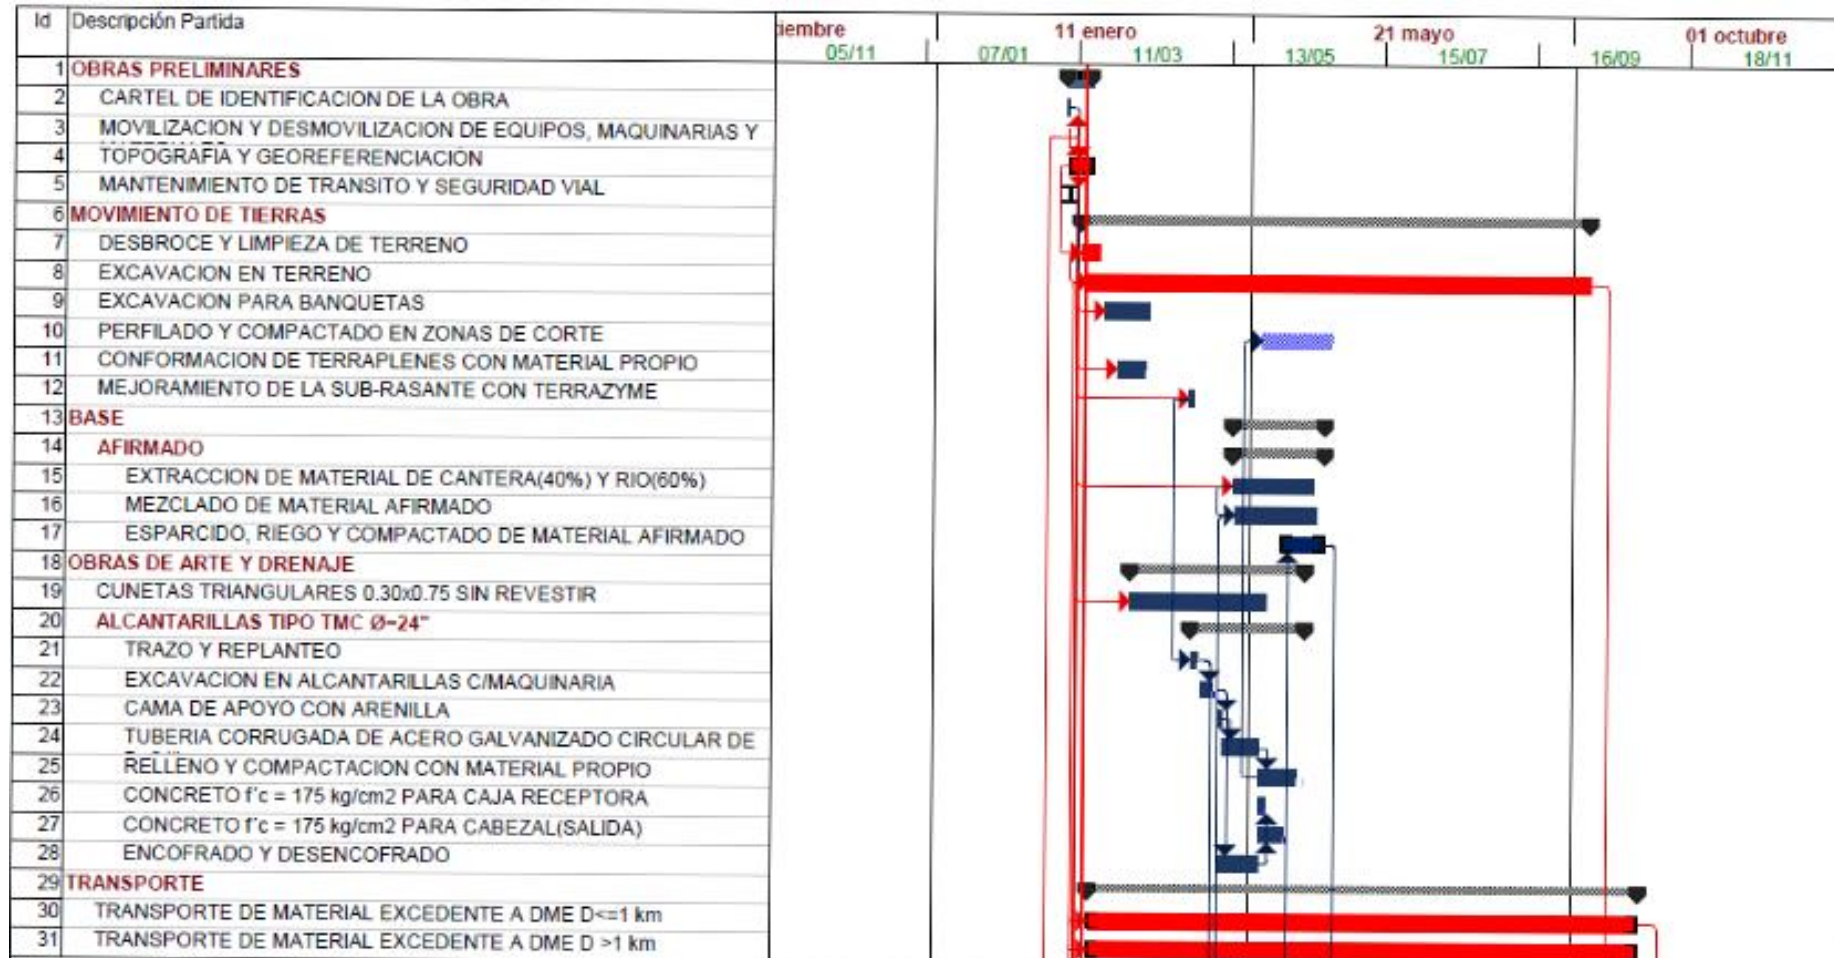 Id Descripción Partida
tiembre 11 enero 21 mayo 01 octubre
05/11 07/01 11/03 13/05 15/07 16/09 18/11
1 OBRAS PRELIMINARES
2 CARTEL DE IDENTIFICACION DE LA OBRA
3 MOVILIZACION Y DESMOVILIZACION DE EQUIPOS, MAQUINARIAS Y
4 TOPOGRAFIA Y GEOREFERENCIACIÓN
5 MANTENIMIENTO DE TRANSITO Y SEGURIDAD VIAL
6 MOVIMIENTO DE TIERRAS
7 DESBROCE Y LIMPIEZA DE TERRENO
8 EXCAVACION EN TERRENO
9 EXCAVACION PARA BANQUETAS
10 PERFILADO Y COMPACTADO EN ZONAS DE CORTE
11 CONFORMACION DE TERRAPLENES CON MATERIAL PROPIO
12 MEJORAMIENTO DE LA SUB-RASANTE CON TERRAZYME
13 BASE
14 AFIRMADO
15 EXTRACCION DE MATERIAL DE CANTERA(40%) Y RIO(60%)
16 MEZCLADO DE MATERIAL AFIRMADO
17 ESPARCIDO, RIEGO Y COMPACTADO DE MATERIAL AFIRMADO
18 OBRAS DE ARTE Y DRENAJE
19 CUNETAS TRIANGULARES 0.30x0.75 SIN REVESTIR
20 ALCANTARILLAS TIPO TMC Ø=24"
21 TRAZO Y REPLANTEO
22 EXCAVACION EN ALCANTARILLAS C/MAQUINARIA
23 CAMA DE APOYO CON ARENILLA
24 TUBERIA CORRUGADA DE ACERO GALVANIZADO CIRCULAR DE
25 RELLENO Y COMPACTACION CON MATERIAL PROPIO
26 CONCRETO f'c = 175 kg/cm2 PARA CAJA RECEPTORA
27 CONCRETO f'c = 175 kg/cm2 PARA CABEZAL(SALIDA)
28 ENCOFRADO Y DESENCOFRADO
29 TRANSPORTE
30 TRANSPORTE DE MATERIAL EXCEDENTE A DME D<=1 km
31 TRANSPORTE DE MATERIAL EXCEDENTE A DME D >1 km